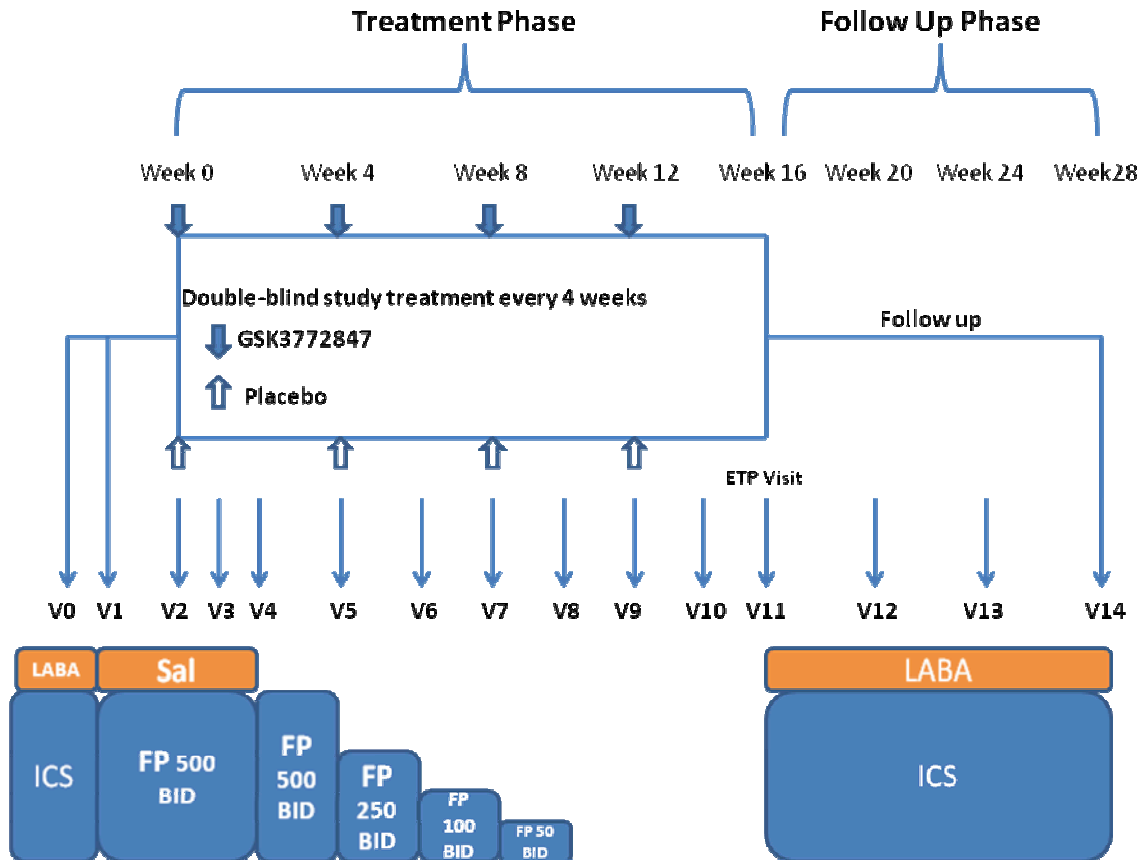 Treatment Phase
Follow Up Phase
Week 0
Week 4
Week 8
Week 12
Week 16
Week 20
Week 24
Week28
Double-blind study treatment every 4 weeks
GSK3772847
Placebo
Follow up
ETP Visit
V0
V1
V2
V3
V4
V5
V6
V7
V8
V9
V10
V11
V12
V13
V14
LABA
Sal
LABA
ICS
FP 500
BID
FP
500
BID
FP
250
BID
FP
100
BID
FP 50
BID
ICS